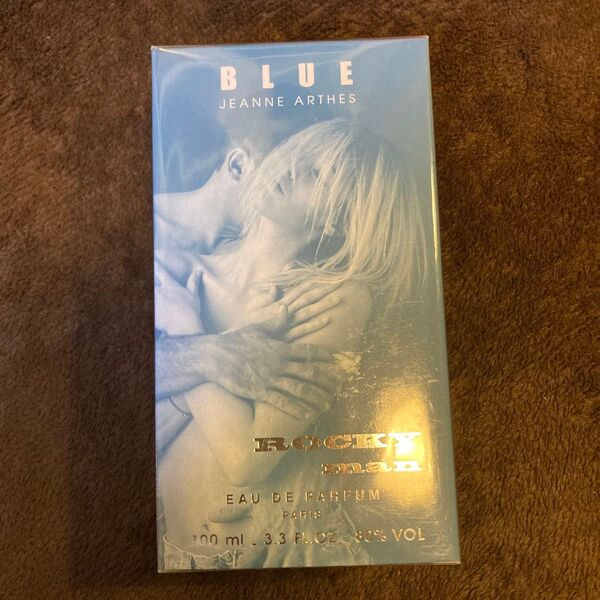 BLUE
JEANNE ARTHES
ROCKY
man
EAU DE PARFUM
PARIS
100 ml - 3.3 FL.OZ - 80% VOL